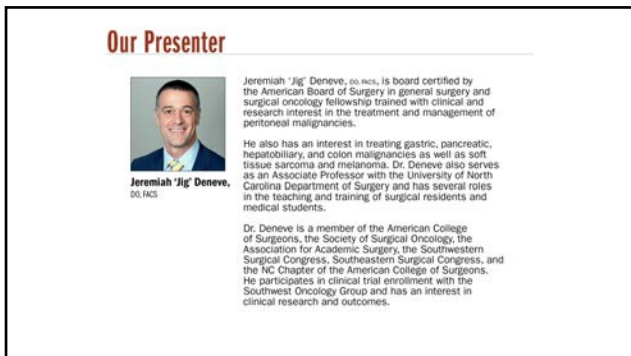 Our Presenter
Jeremiah ‘Jig’ Deneve,
DO, FACS
Jeremiah ‘Jig’ Deneve, DO, FACS, is board certified by
the American Board of Surgery in general surgery and
surgical oncology fellowship trained with clinical and
research interest in the treatment and management of
peritoneal malignancies.
He also has an interest in treating gastric, pancreatic,
hepatobiliary, and colon malignancies as well as soft
tissue sarcoma and melanoma. Dr. Deneve also serves
as an Associate Professor with the University of North
Carolina Department of Surgery and has several roles
in the teaching and training of surgical residents and
medical students.
Dr. Deneve is a member of the American College
of Surgeons, the Society of Surgical Oncology, the
Association for Academic Surgery, the Southwestern
Surgical Congress, Southeastern Surgical Congress, and
the NC Chapter of the American College of Surgeons.
He participates in clinical trial enrollment with the
Southwest Oncology Group and has an interest in
clinical research and outcomes.